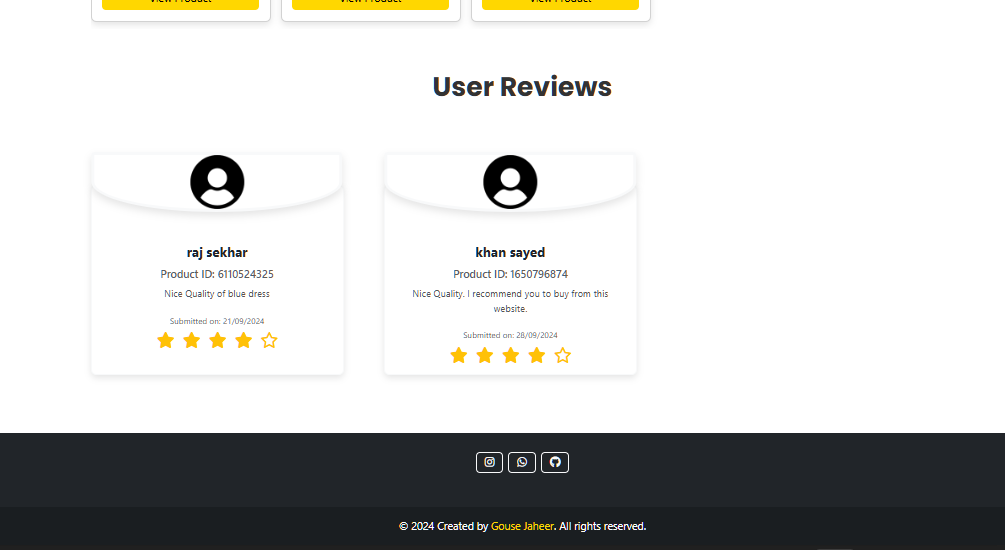 View Product View Product View Product
User Reviews
raj sekhar
Product ID: 6110524325
Nice Quality of blue dress
Submitted on: 21/09/2024
khan sayed
Product ID: 1650796874
Nice Quality. I recommend you to buy from this
website.
Submitted on: 28/09/2024
© 2024 Created by Gouse Jaheer. All rights reserved.